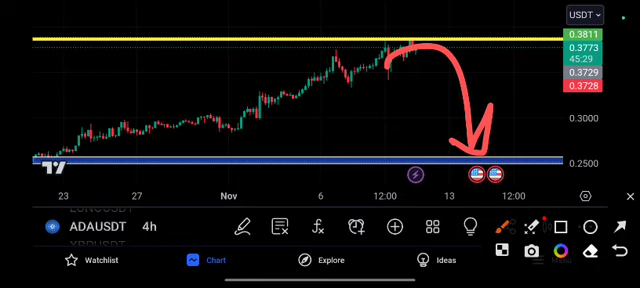 USDT
0.3811
0.3773
45:29
0.3729
0.3728
0.3000
0.2500
23 27 Nov 6 12:00 13 12:00
ADAUSDT 4h
Watchlist Chart Explore Ideas